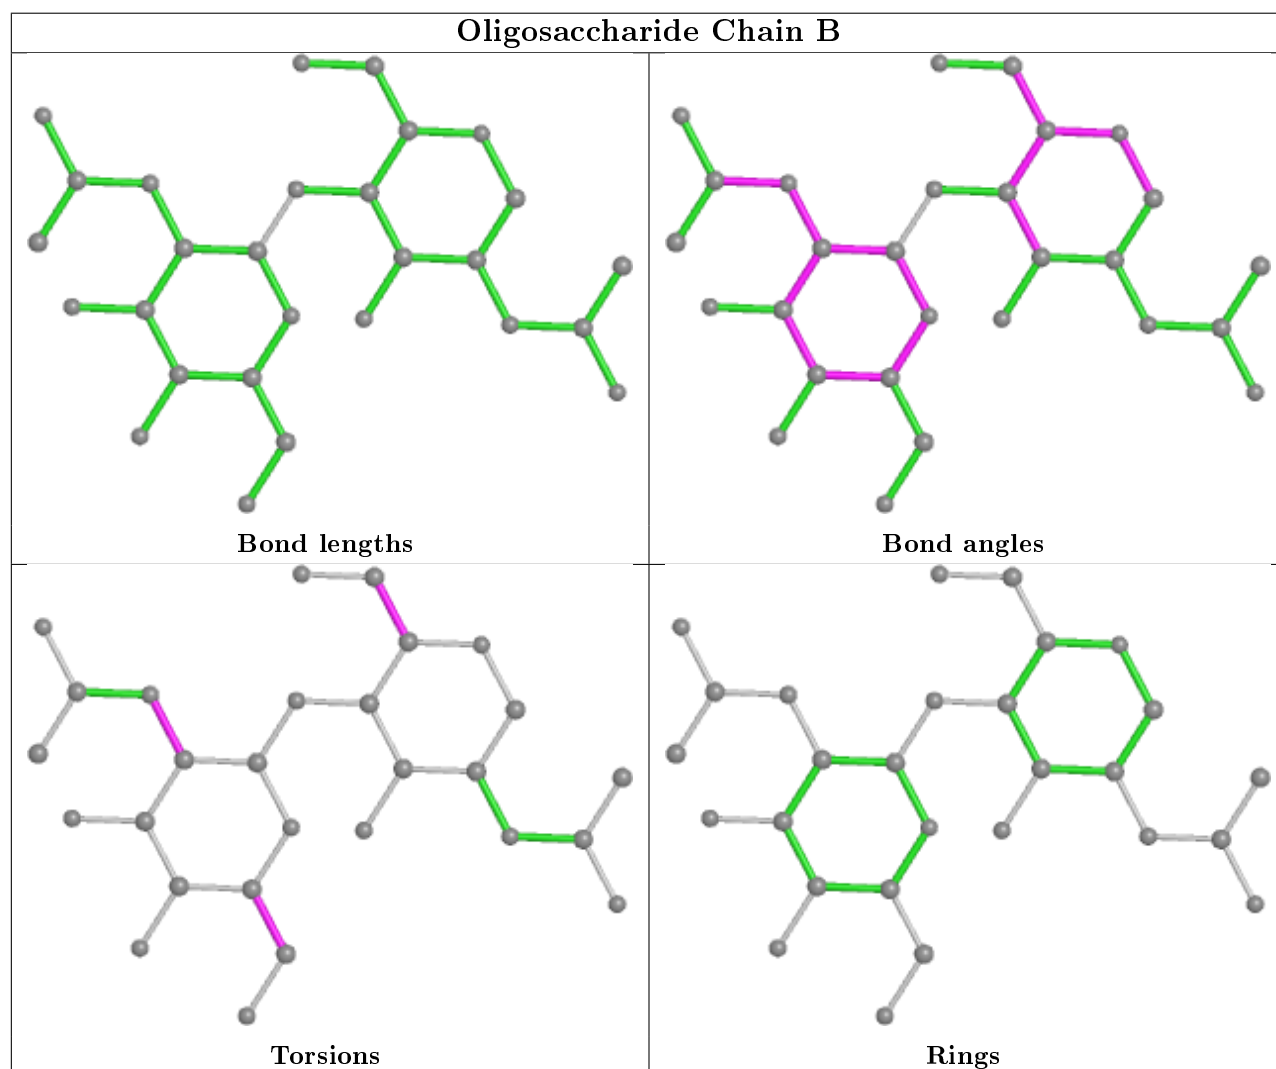 Oligosaccharide Chain B
Bond lengths
Bond angles
Torsions
Rings